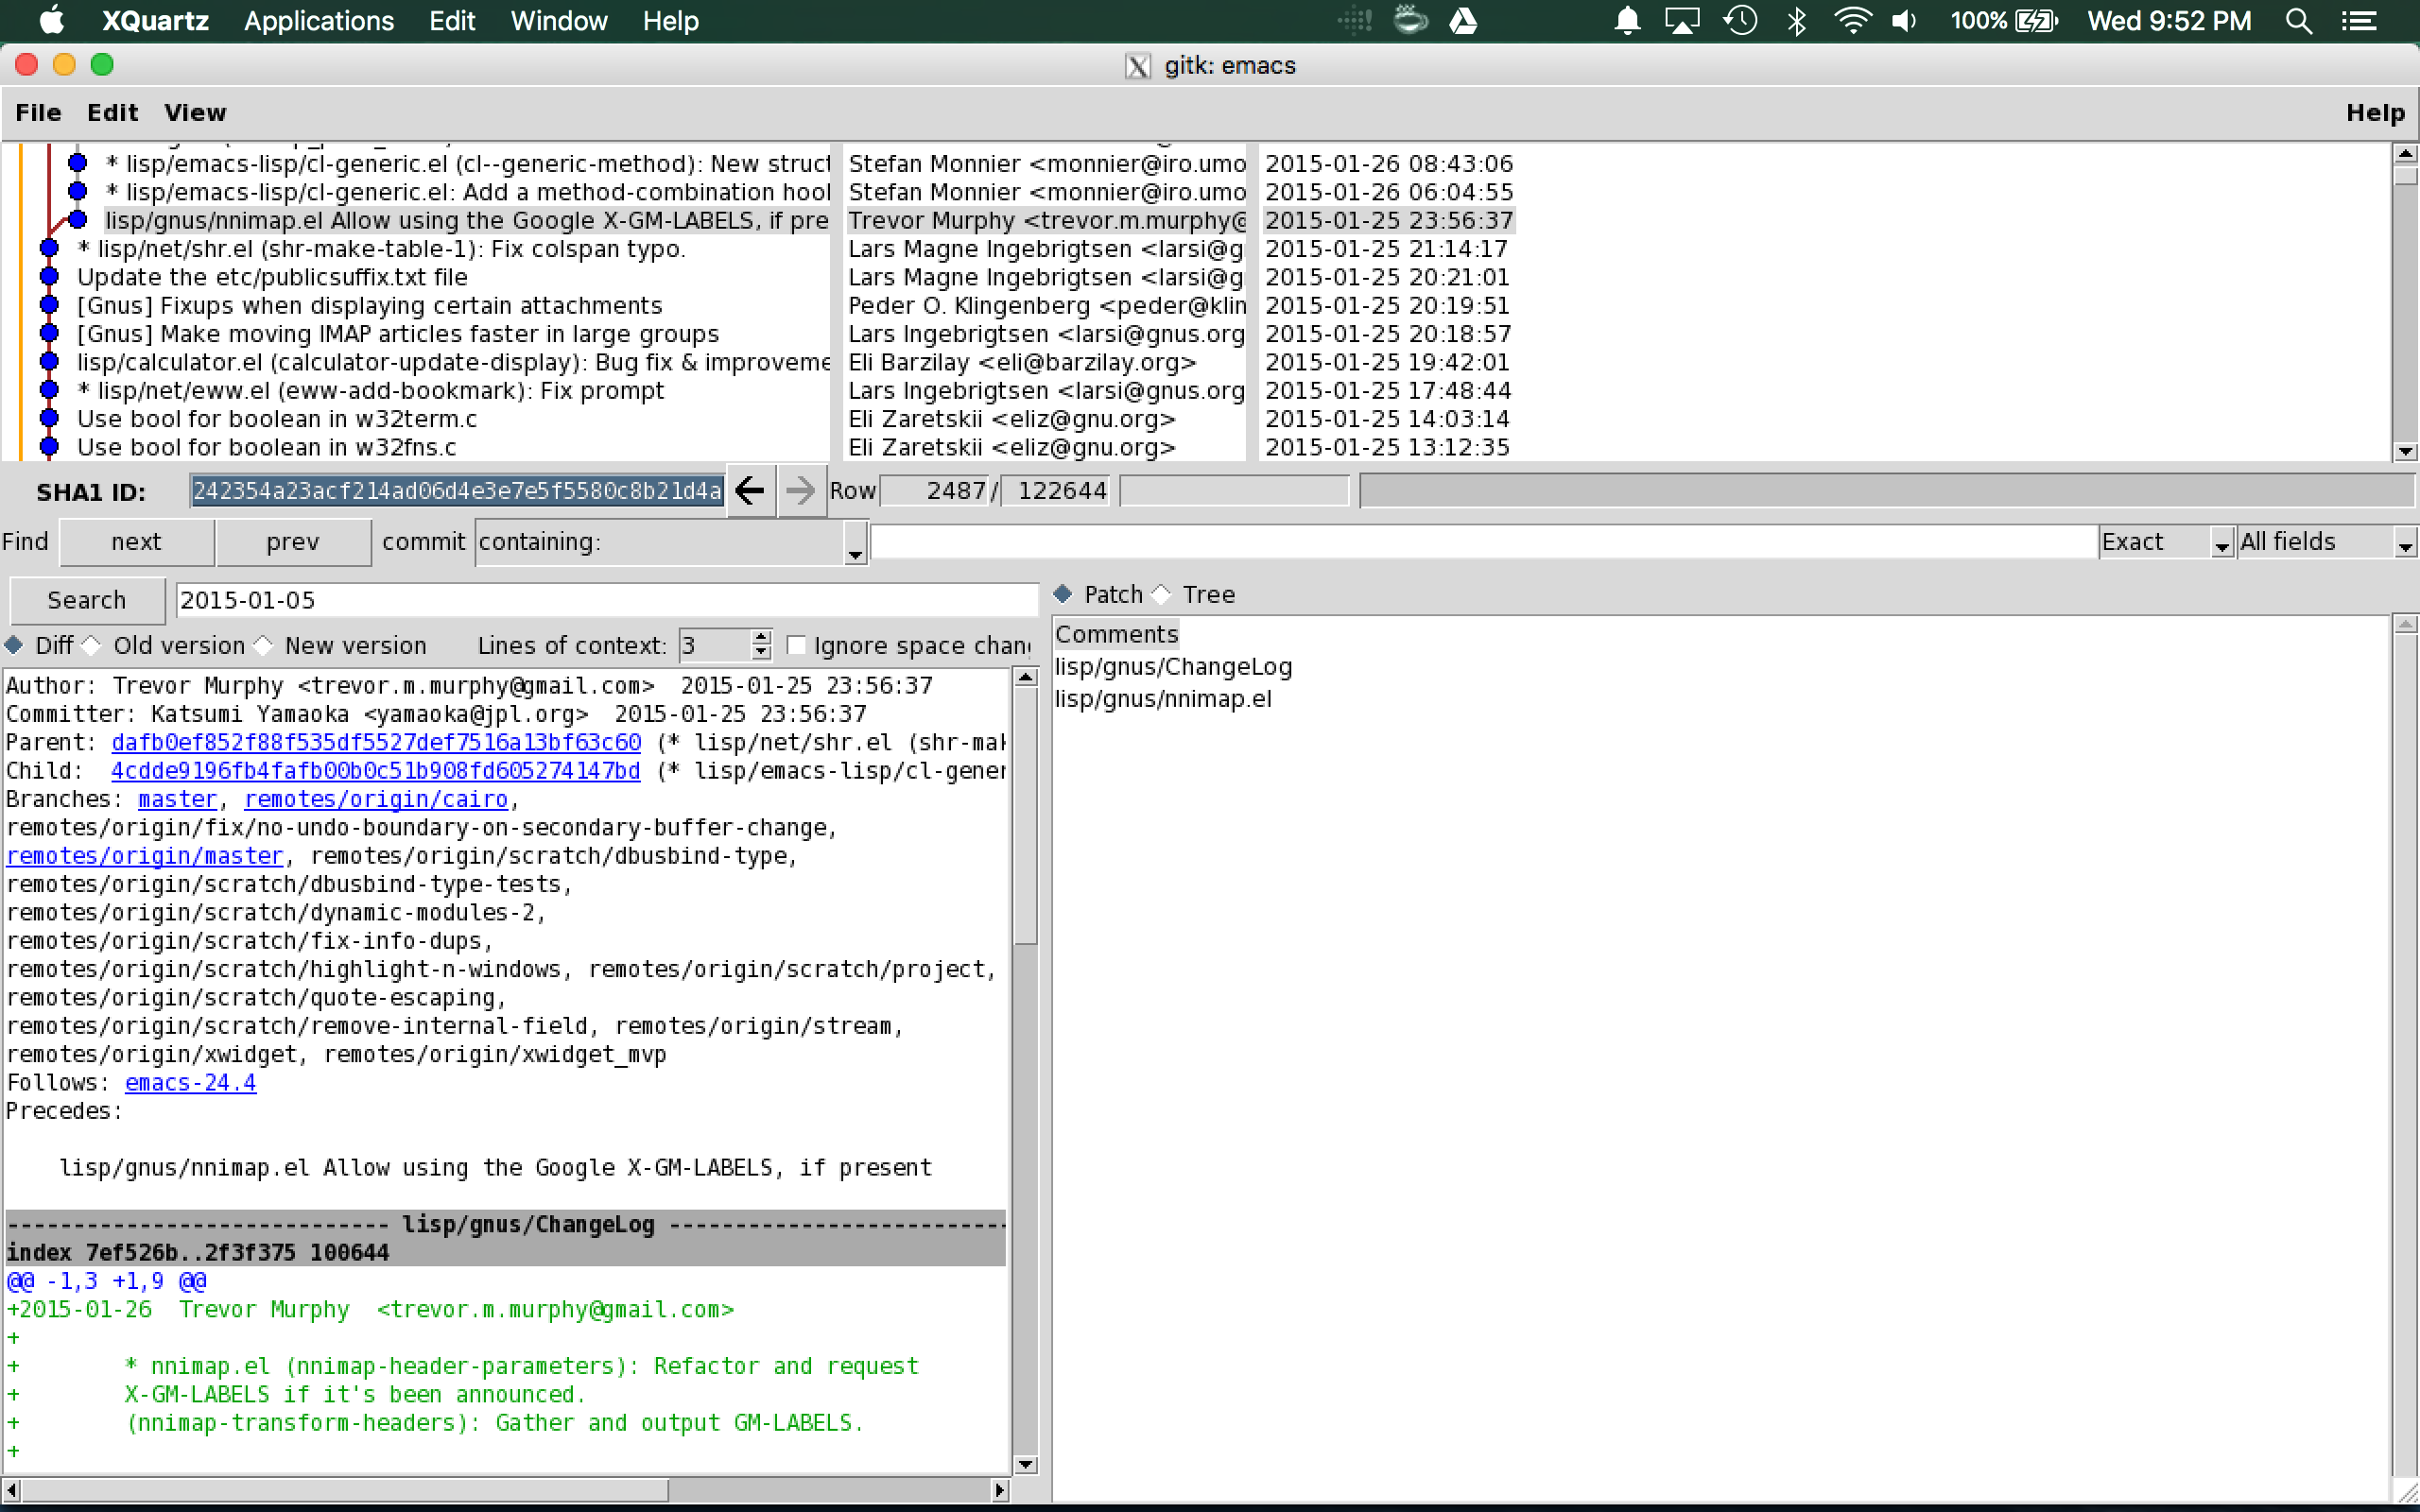 XQuartz Applications Edit Window Help 100% Wed 9:52 PM
gitk: emacs
File Edit View Help
* lisp/emacs-lisp/cl-generic.el (cl--generic-method): New struct Stefan Monnier <monnier@iro.umo 2015-01-26 08:43:06
* lisp/emacs-lisp/cl-generic.el: Add a method-combination hool Stefan Monnier <monnier@iro.umo 2015-01-26 06:04:55
lisp/gnus/nnimap.el Allow using the Google X-GM-LABELS, if pre Trevor Murphy <trevor.m.murphy@ 2015-01-25 23:56:37
* lisp/net/shr.el (shr-make-table-1): Fix colspan typo. Lars Magne Ingebrigtsen <larsi@g 2015-01-25 21:14:17
Update the etc/publicsuffix.txt file Lars Magne Ingebrigtsen <larsi@g 2015-01-25 20:21:01
[Gnus] Fixups when displaying certain attachments Peder O. Klingenberg <peder@klin 2015-01-25 20:19:51
[Gnus] Make moving IMAP articles faster in large groups Lars Ingebrigtsen <larsi@gnus.org 2015-01-25 20:18:57
lisp/calculator.el (calculator-update-display): Bug fix & improveme Eli Barzilay <eli@barzilay.org> 2015-01-25 19:42:01
* lisp/net/eww.el (eww-add-bookmark): Fix prompt Lars Ingebrigtsen <larsi@gnus.org 2015-01-25 17:48:44
Use bool for boolean in w32term.c Eli Zaretskii <eliz@gnu.org> 2015-01-25 14:03:14
Use bool for boolean in w32fns.c Eli Zaretskii <eliz@gnu.org> 2015-01-25 13:12:35
SHA1 ID: 242354a23acf214ad06d4e3e7e5f5580c8b21d4a Row 2487 / 122644
Find next prev commit containing: Exact All fields
Search 2015-01-05 Patch Tree
Diff Old version New version Lines of context: 3 Ignore space chan
Comments
lisp/gnus/ChangeLog
lisp/gnus/nnimap.el
Author: Trevor Murphy <trevor.m.murphy@gmail.com> 2015-01-25 23:56:37
Committer: Katsumi Yamaoka <yamaoka@jpl.org> 2015-01-25 23:56:37
Parent: dafb0ef852f88f535df5527def7516a13bf63c60 (* lisp/net/shr.el (shr-mak
Child: 4cdde9196fb4fafb00b0c51b908fd605274147bd (* lisp/emacs-lisp/cl-gener
Branches: master, remotes/origin/cairo,
remotes/origin/fix/no-undo-boundary-on-secondary-buffer-change,
remotes/origin/master, remotes/origin/scratch/dbusbind-type,
remotes/origin/scratch/dbusbind-type-tests,
remotes/origin/scratch/dynamic-modules-2,
remotes/origin/scratch/fix-info-dups,
remotes/origin/scratch/highlight-n-windows, remotes/origin/scratch/project,
remotes/origin/scratch/quote-escaping,
remotes/origin/scratch/remove-internal-field, remotes/origin/stream,
remotes/origin/xwidget, remotes/origin/xwidget_mvp
Follows: emacs-24.4
Precedes:
lisp/gnus/nnimap.el Allow using the Google X-GM-LABELS, if present
----------------------------- lisp/gnus/ChangeLog --------------------------
index 7ef526b..2f3f375 100644
@@ -1,3 +1,9 @@
+2015-01-26 Trevor Murphy <trevor.m.murphy@gmail.com>
+
+ * nnimap.el (nnimap-header-parameters): Refactor and request
+ X-GM-LABELS if it's been announced.
+ (nnimap-transform-headers): Gather and output GM-LABELS.
+